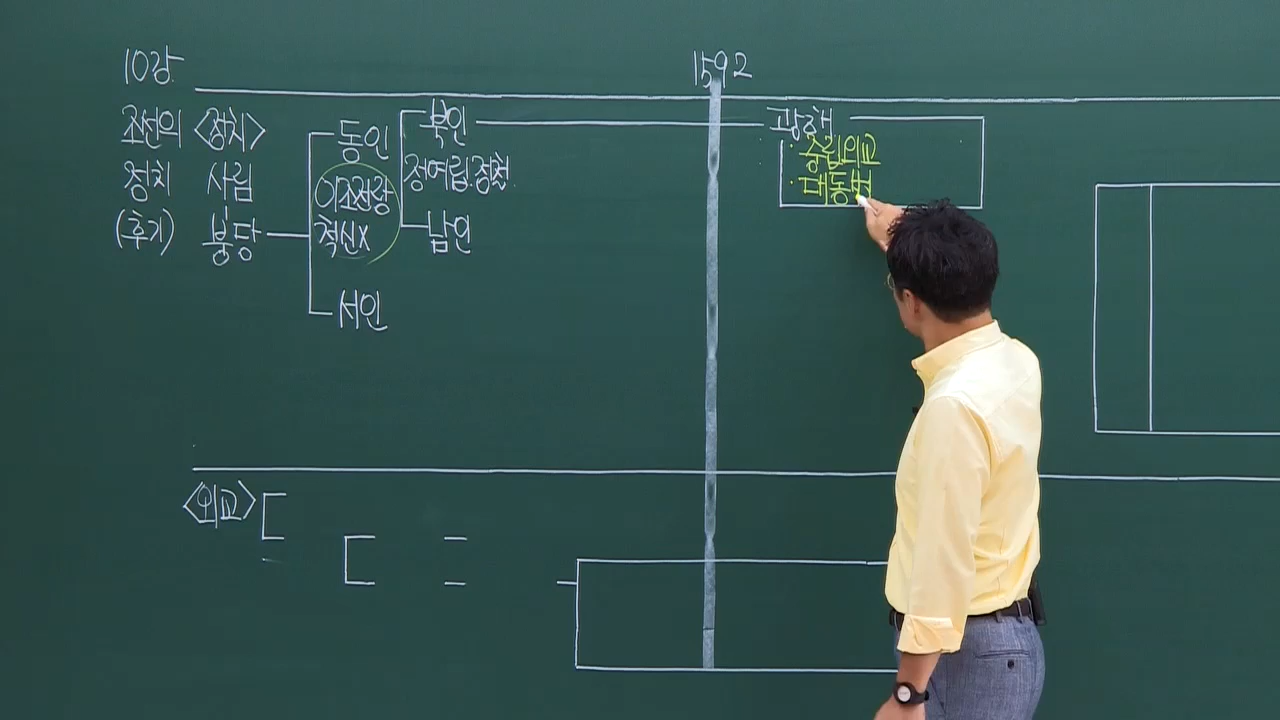 10강
1592
조선의 <정치>
정치 사림
(후기) 붕당
동인
이조전랑
척신X
서인
북인
정여립.정철
남인
광해
· 중립외교
· 대동법
<외교>